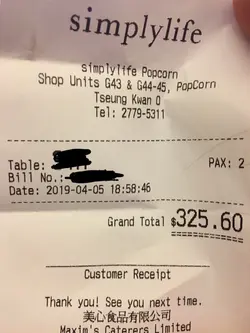 simplylife
simplylife Popcorn
Shop Units G43 & G44-45, PopCorn
Tseung Kwan O
Tel: 2779-5311
Table:
PAX: 2
Bill No.:
Date: 2019-04-05 18:58:46
Grand Total $325.60
Customer Receipt
Thank you! See you next time.
美心食品有限公司
Maxim's Caterers Limited